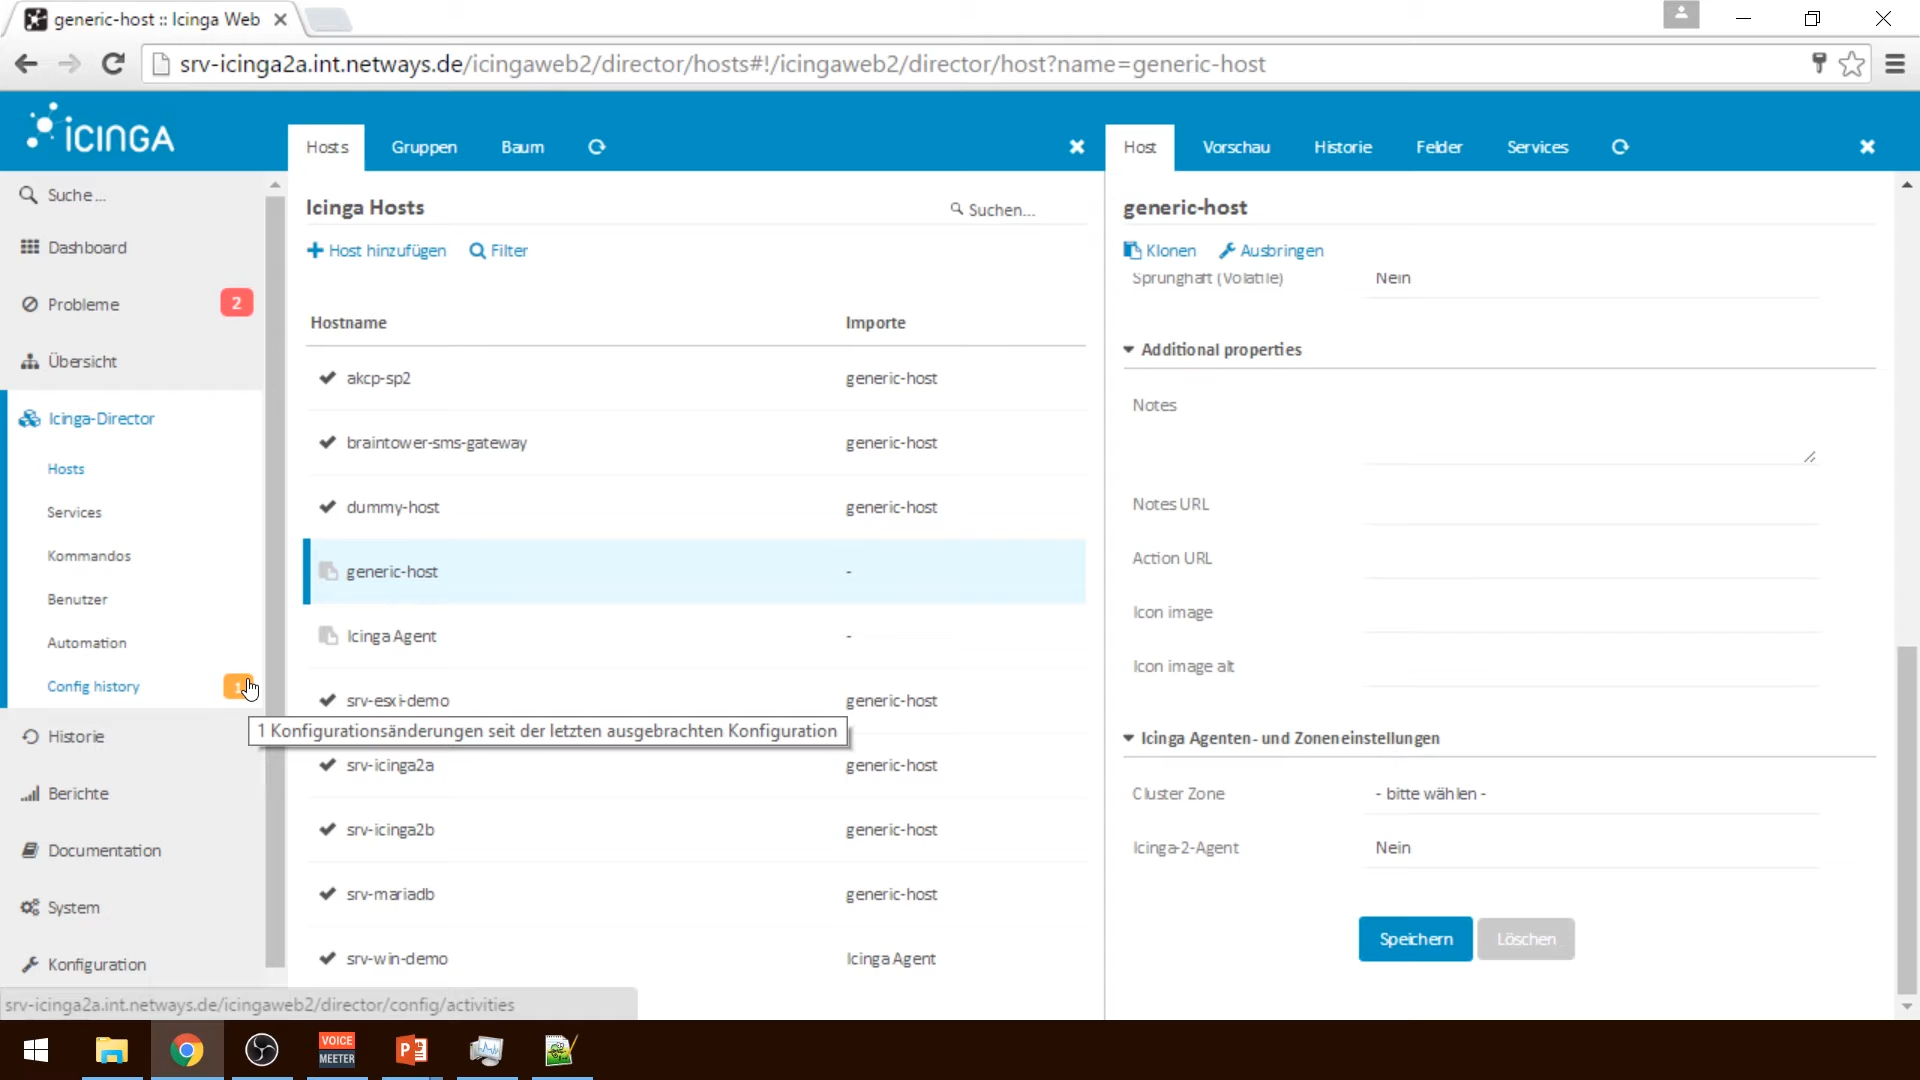 generic-host :: Icinga Web
srv-icinga2a.int.netways.de/icingaweb2/director/hosts#!/icingaweb2/director/host?name=generic-host
icinga
Hosts
Gruppen
Baum
Host
Vorschau
Historie
Felder
Services
Suche ...
Dashboard
Probleme
2
Übersicht
Icinga-Director
Hosts
Services
Kommandos
Benutzer
Automation
Config history
1
Historie
Berichte
Documentation
System
Konfiguration
Icinga Hosts
Suchen...
Host hinzufügen
Filter
Hostname
Importe
akcp-sp2
generic-host
braintower-sms-gateway
generic-host
dummy-host
generic-host
generic-host
-
Icinga Agent
-
srv-esxi-demo
generic-host
1 Konfigurationsänderungen seit der letzten ausgebrachten Konfiguration
srv-icinga2a
generic-host
srv-icinga2b
generic-host
srv-mariadb
generic-host
srv-win-demo
Icinga Agent
generic-host
Klonen
Ausbringen
Sprunghaft (Volatile)
Nein
Additional properties
Notes
Notes URL
Action URL
Icon image
Icon image alt
Icinga Agenten- und Zoneneinstellungen
Cluster Zone
- bitte wählen -
Icinga-2-Agent
Nein
Speichern
Löschen
srv-icinga2a.int.netways.de/icingaweb2/director/config/activities
VOICE
MEETER
P